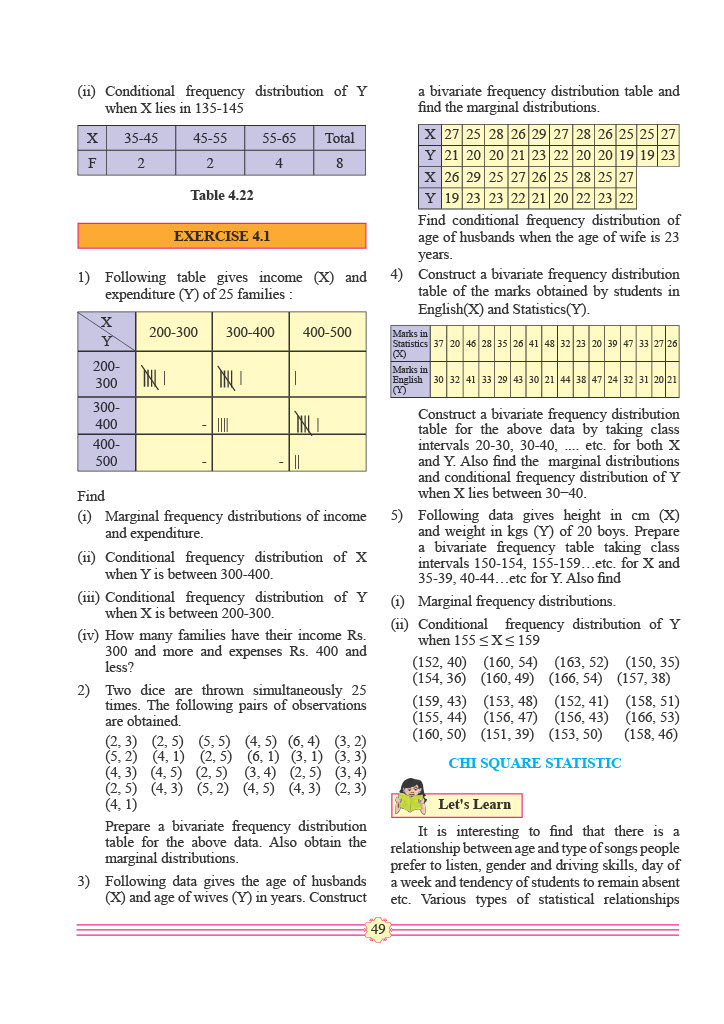 (ii) Conditional frequency distribution of Y
when X lies in 135-145
X 35-45 45-55 55-65 Total
F 2 2 4 8
Table 4.22
EXERCISE 4.1
1) Following table gives income (X) and
expenditure (Y) of 25 families :
X
Y
200-300 300-400 400-500
200-
300
300-
400 -
400-
500 - -
Find
(i) Marginal frequency distributions of income
and expenditure.
(ii) Conditional frequency distribution of X
when Y is between 300-400.
(iii) Conditional frequency distribution of Y
when X is between 200-300.
(iv) How many families have their income Rs.
300 and more and expenses Rs. 400 and
less?
2) Two dice are thrown simultaneously 25
times. The following pairs of observations
are obtained.
(2, 3) (2, 5) (5, 5) (4, 5) (6, 4) (3, 2)
(5, 2) (4, 1) (2, 5) (6, 1) (3, 1) (3, 3)
(4, 3) (4, 5) (2, 5) (3, 4) (2, 5) (3, 4)
(2, 5) (4, 3) (5, 2) (4, 5) (4, 3) (2, 3)
(4, 1)
Prepare a bivariate frequency distribution
table for the above data. Also obtain the
marginal distributions.
3) Following data gives the age of husbands
(X) and age of wives (Y) in years. Construct
a bivariate frequency distribution table and
find the marginal distributions.
X 27 25 28 26 29 27 28 26 25 25 27
Y 21 20 20 21 23 22 20 20 19 19 23
X 26 29 25 27 26 25 28 25 27
Y 19 23 23 22 21 20 22 23 22
Find conditional frequency distribution of
age of husbands when the age of wife is 23
years.
4) Construct a bivariate frequency distribution
table of the marks obtained by students in
English(X) and Statistics(Y).
Marks in
Statistics
(X)
37 20 46 28 35 26 41 48 32 23 20 39 47 33 27 26
Marks in
English
(Y)
30 32 41 33 29 43 30 21 44 38 47 24 32 31 20 21
Construct a bivariate frequency distribution
table for the above data by taking class
intervals 20-30, 30-40, .... etc. for both X
and Y. Also find the marginal distributions
and conditional frequency distribution of Y
when X lies between 30−40.
5) Following data gives height in cm (X)
and weight in kgs (Y) of 20 boys. Prepare
a bivariate frequency table taking class
intervals 150-154, 155-159…etc. for X and
35-39, 40-44…etc for Y. Also find
(i) Marginal frequency distributions.
(ii) Conditional frequency distribution of Y
when 155 ≤ X ≤ 159
(152, 40) (160, 54) (163, 52) (150, 35)
(154, 36) (160, 49) (166, 54) (157, 38)
(159, 43) (153, 48) (152, 41) (158, 51)
(155, 44) (156, 47) (156, 43) (166, 53)
(160, 50) (151, 39) (153, 50) (158, 46)
CHI SQUARE STATISTIC
Let's Learn
It is interesting to find that there is a
relationship between age and type of songs people
prefer to listen, gender and driving skills, day of
a week and tendency of students to remain absent
etc. Various types of statistical relationships
49